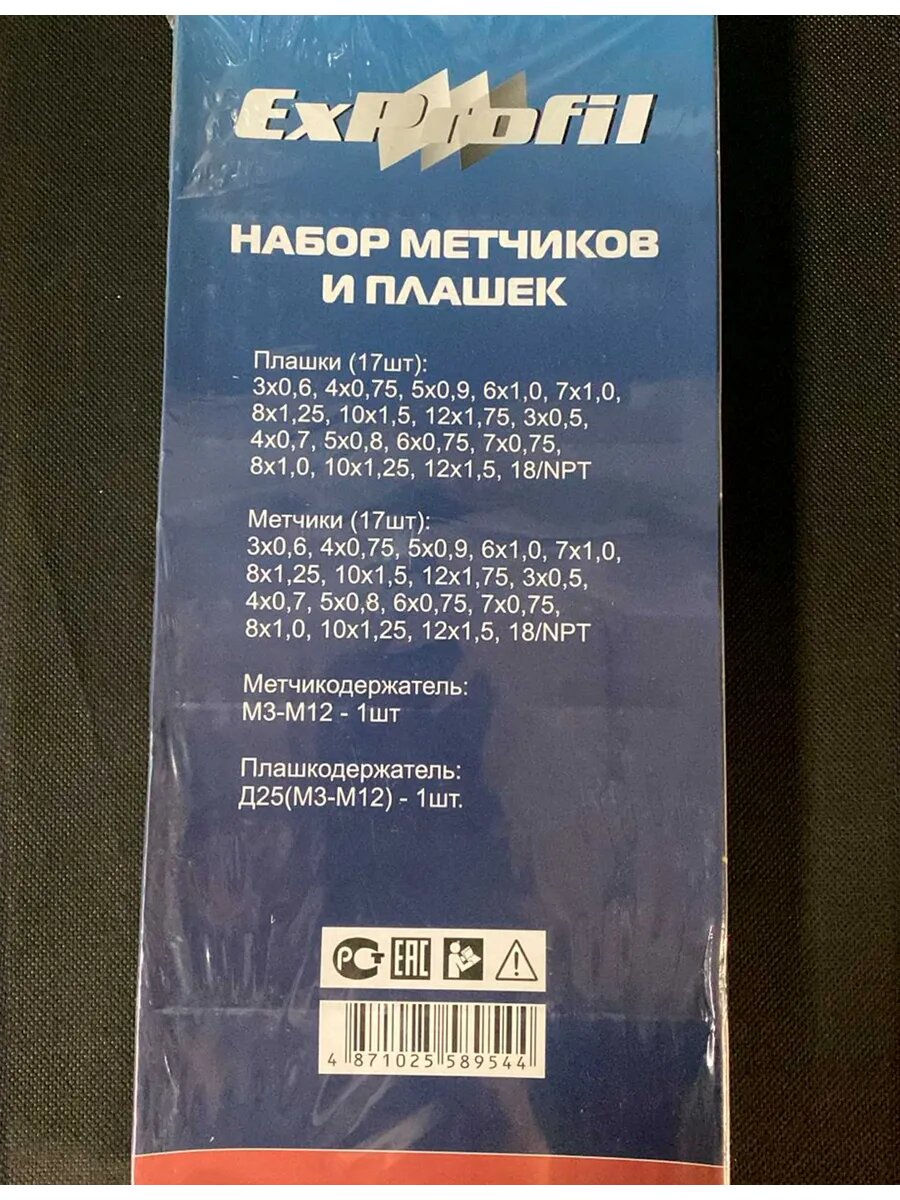 ExProfil
НАБОР МЕТЧИКОВ
И ПЛАШЕК
Плашки (17шт):
3x0,6, 4x0,75, 5x0,9, 6x1,0, 7x1,0,
8x1,25, 10x1,5, 12x1,75, 3x0,5,
4x0,7, 5x0,8, 6x0,75, 7x0,75,
8x1,0, 10x1,25, 12x1,5, 18/NPT
Метчики (17шт):
3x0,6, 4x0,75, 5x0,9, 6x1,0, 7x1,0,
8x1,25, 10x1,5, 12x1,75, 3x0,5,
4x0,7, 5x0,8, 6x0,75, 7x0,75,
8x1,0, 10x1,25, 12x1,5, 18/NPT
Метчикодержатель:
М3-М12 - 1шт
Плашкодержатель:
Д25(М3-М12) - 1шт.
РСТ EAC
4 871025 589544